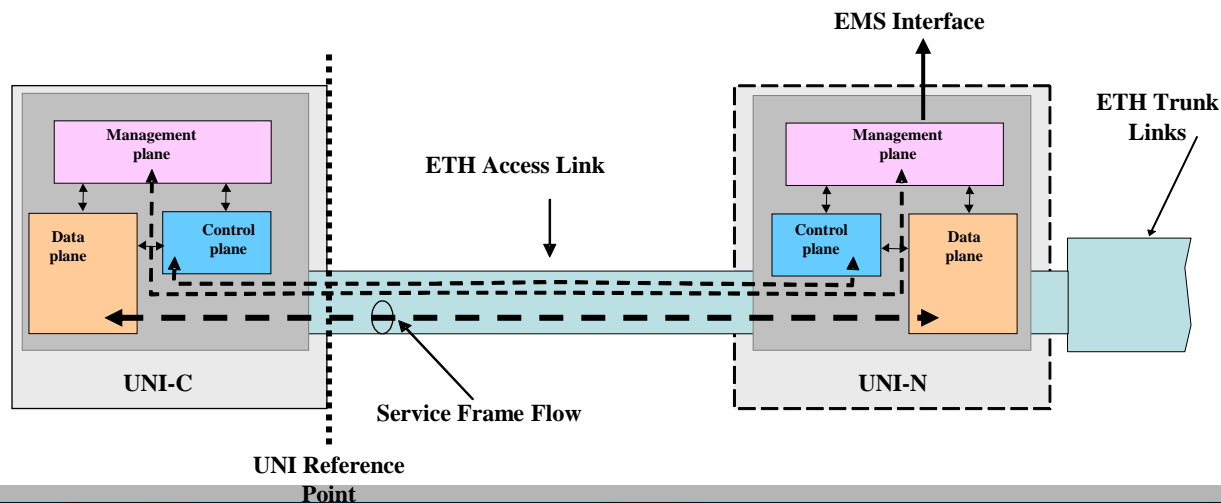 EMS Interface
ETH Trunk
Links
Management
plane
Management
plane
ETH Access Link
Data
plane
Control
plane
Control
plane
Data
plane
UNI-C
UNI-N
Service Frame Flow
UNI Reference
Point